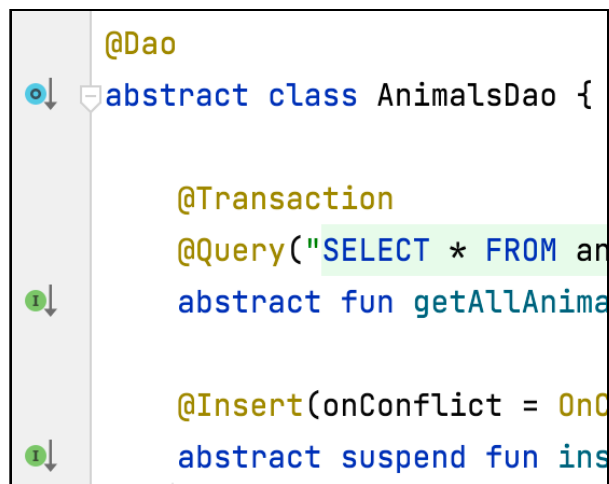 @Dao
abstract class AnimalsDao {
@Transaction
@Query("SELECT * FROM an
abstract fun getAllAnima
@Insert(onConflict = OnC
abstract suspend fun ins